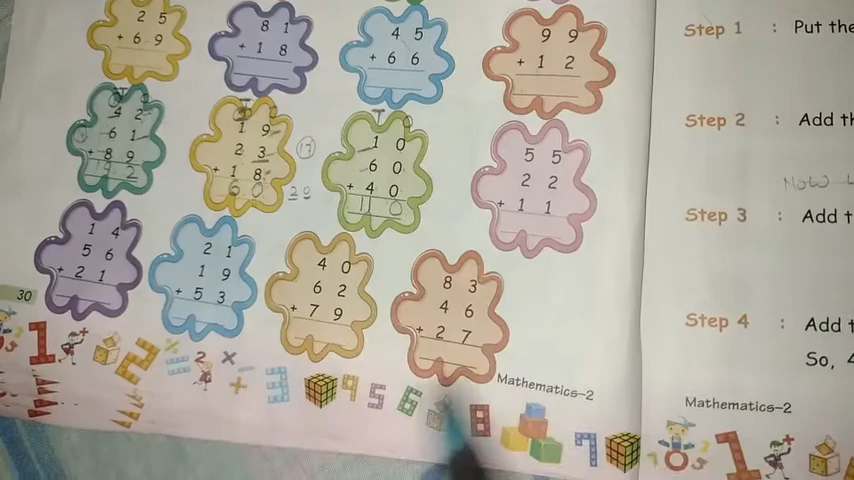 2 5
+ 6 9
8 1
+ 1 8
4 5
+ 6 6
9 9
+ 1 2
4 2
6 1
+ 8 9
1 9 2
1 9
2 3
+ 1 8
6 0
17
20
1 0
6 0
+ 4 0
1 1 0
5 5
2 2
+ 1 1
1 4
5 6
+ 2 1
2 1
1 9
+ 5 3
4 0
6 2
+ 7 9
8 3
4 6
+ 2 7
30
Mathematics-2
Step 1 : Put the
Step 2 : Add th
Step 3 : Add t
Step 4 : Add t
So, 4
Mathematics-2